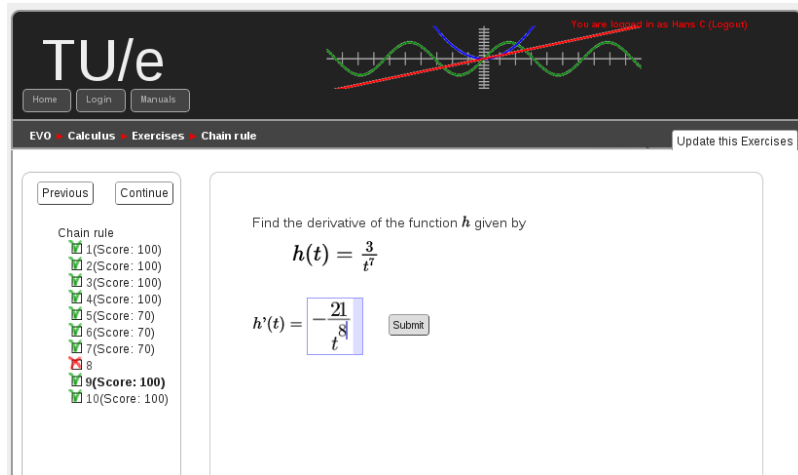 You are logged in as Hans C (Logout)
TU/e
Home Login Manuals
EVO Calculus Exercises Chain rule
Update this Exercises
Previous Continue
Chain rule
1(Score: 100)
2(Score: 100)
3(Score: 100)
4(Score: 100)
5(Score: 70)
6(Score: 70)
7(Score: 70)
8
9(Score: 100)
10(Score: 100)
Find the derivative of the function h given by
h(t) = 3/t^7
h'(t) = -21/t^8 Submit